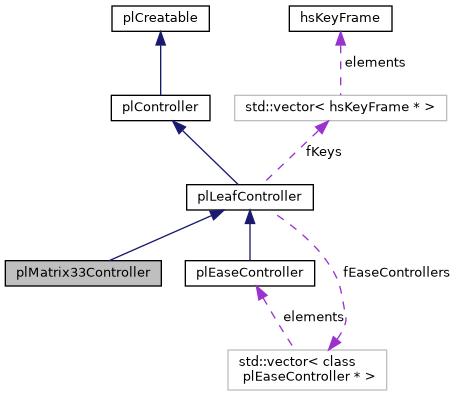 plCreatable
hsKeyFrame
elements
plController
std::vector< hsKeyFrame * >
fKeys
plLeafController
plMatrix33Controller
plEaseController
fEaseControllers
elements
std::vector< class
plEaseController * >